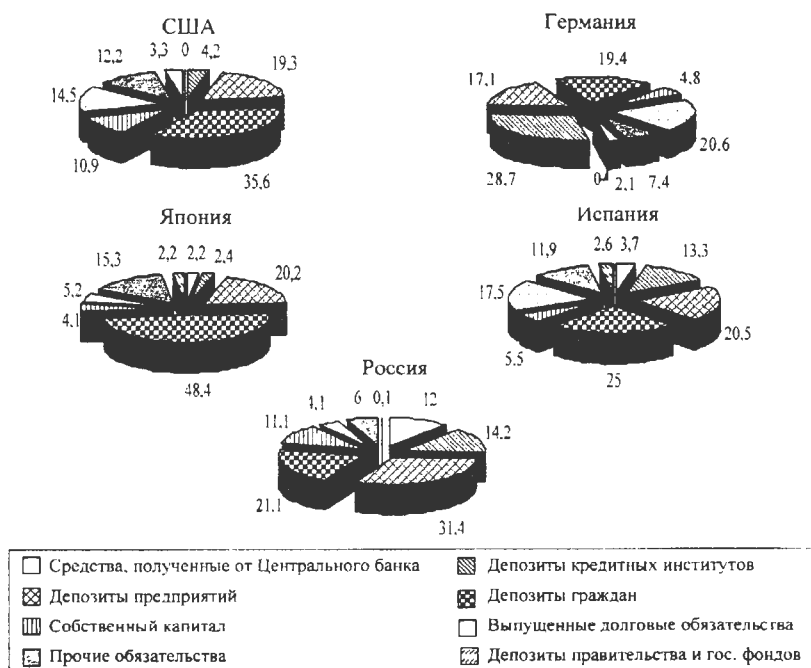 США
12,2 3,3 0 4,2 19,3
14,5
10,9
35,6
Германия
19,4
17,1 4,8
20,6
28,7 0 2,1 7,4
Япония
15,3 2,2 2,2 2,4 20,2
5,2
4,1
48,4
Испания
11,9 2,6 3,7 13,3
17,5
5,5 25 20,5
Россия
4,1 6 0,1 12
11,1 14,2
21,1
31,4
Средства, полученные от Центрального банка
Депозиты предприятий
Собственный капитал
Прочие обязательства
Депозиты кредитных институтов
Депозиты граждан
Выпущенные долговые обязательства
Депозиты правительства и гос. фондов